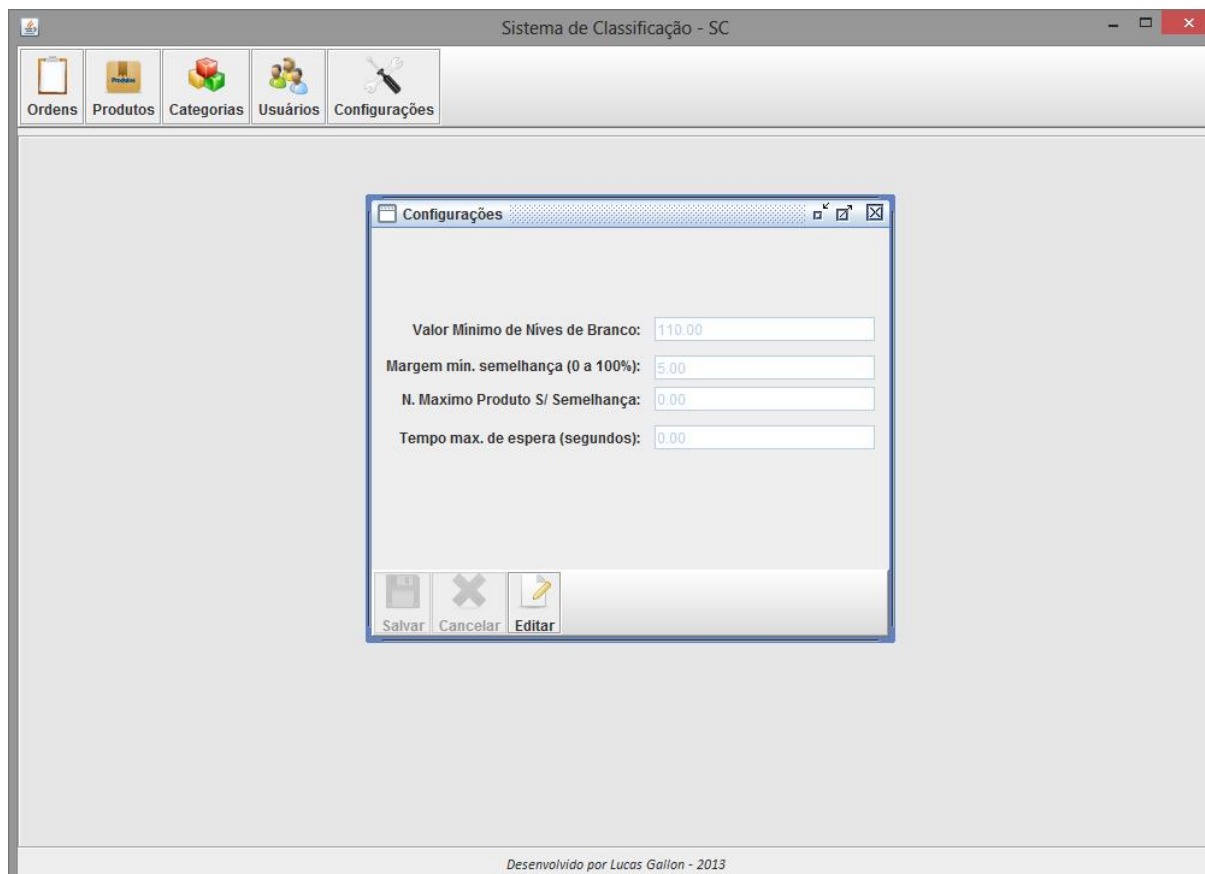 Sistema de Classificação - SC
Ordens Produtos Categorias Usuários Configurações
Produtos
Configurações
Valor Mínimo de Níves de Branco: 110.00
Margem mín. semelhança (0 a 100%): 5.00
N. Maximo Produto S/ Semelhança: 0.00
Tempo max. de espera (segundos): 0.00
Salvar Cancelar Editar
Desenvolvido por Lucas Gallon - 2013